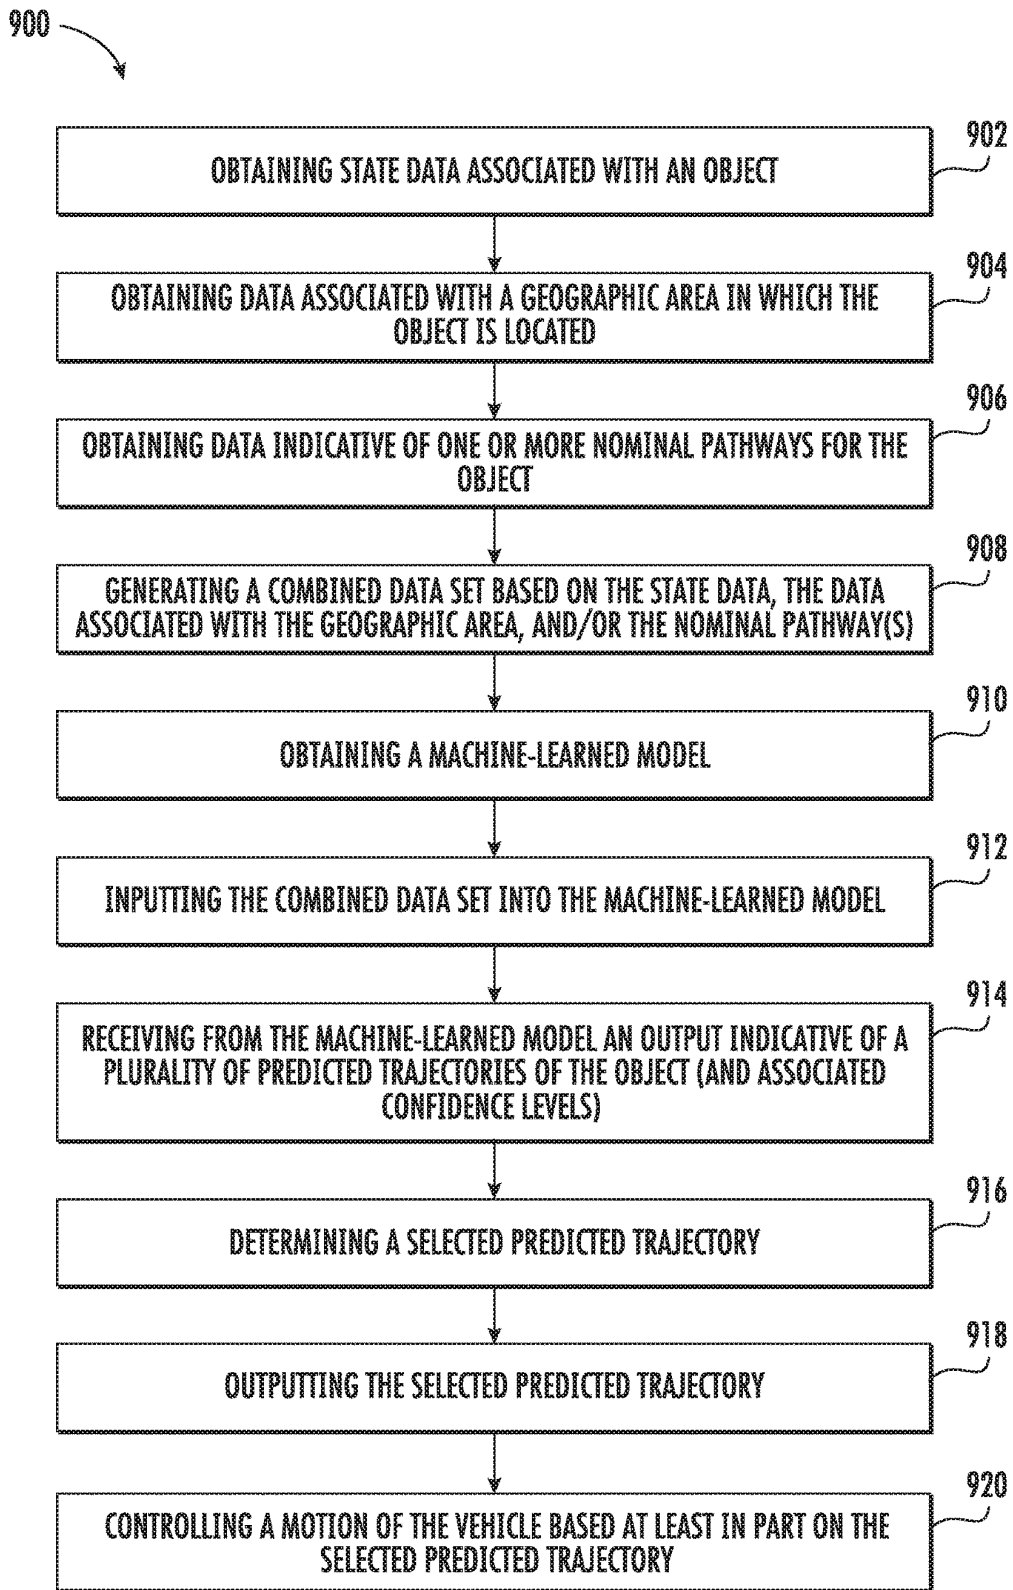 900
902
OBTAINING STATE DATA ASSOCIATED WITH AN OBJECT
904
OBTAINING DATA ASSOCIATED WITH A GEOGRAPHIC AREA IN WHICH THE
OBJECT IS LOCATED
906
OBTAINING DATA INDICATIVE OF ONE OR MORE NOMINAL PATHWAYS FOR THE
OBJECT
908
GENERATING A COMBINED DATA SET BASED ON THE STATE DATA, THE DATA
ASSOCIATED WITH THE GEOGRAPHIC AREA, AND/OR THE NOMINAL PATHWAY(S)
910
OBTAINING A MACHINE-LEARNED MODEL
912
INPUTTING THE COMBINED DATA SET INTO THE MACHINE-LEARNED MODEL
914
RECEIVING FROM THE MACHINE-LEARNED MODEL AN OUTPUT INDICATIVE OF A
PLURALITY OF PREDICTED TRAJECTORIES OF THE OBJECT (AND ASSOCIATED
CONFIDENCE LEVELS)
916
DETERMINING A SELECTED PREDICTED TRAJECTORY
918
OUTPUTTING THE SELECTED PREDICTED TRAJECTORY
920
CONTROLLING A MOTION OF THE VEHICLE BASED AT LEAST IN PART ON THE
SELECTED PREDICTED TRAJECTORY